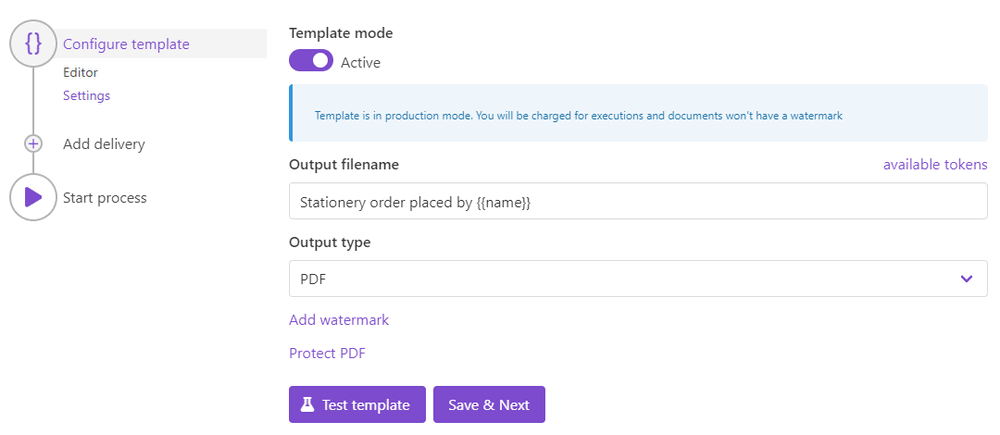 {}
Configure template
Editor
Settings
Add delivery
Start process
Template mode
Active
Template is in production mode. You will be charged for executions and documents won't have a watermark
Output filename
available tokens
Stationery order placed by {{name}}
Output type
PDF
Add watermark
Protect PDF
Test template
Save & Next